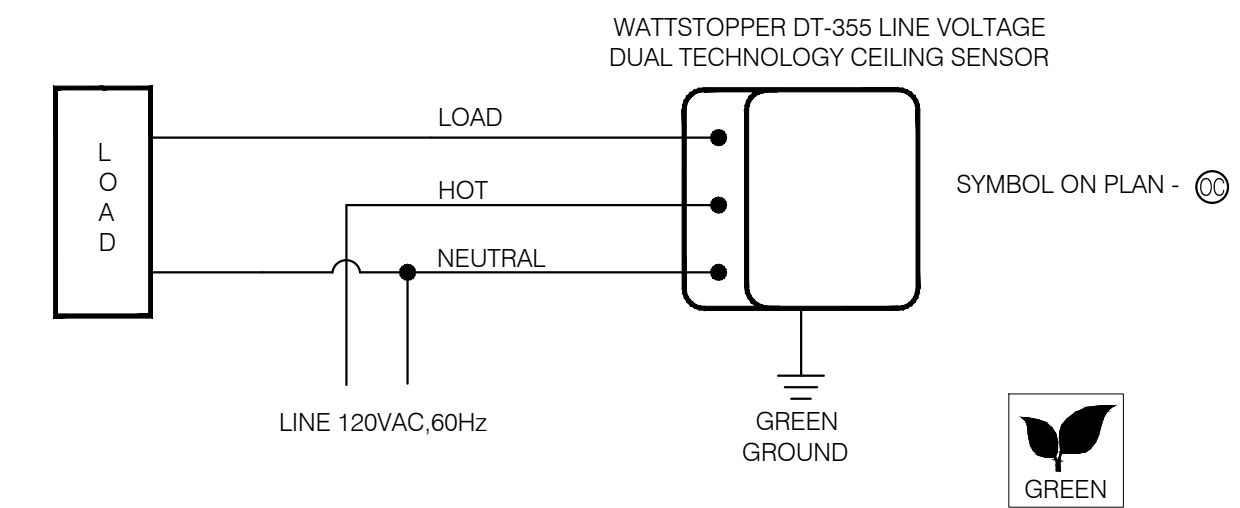 WATTSTOPPER DT-355 LINE VOLTAGE
DUAL TECHNOLOGY CEILING SENSOR
LOAD
LOAD
HOT
NEUTRAL
SYMBOL ON PLAN - OC
LINE 120VAC,60Hz
GREEN
GROUND
GREEN